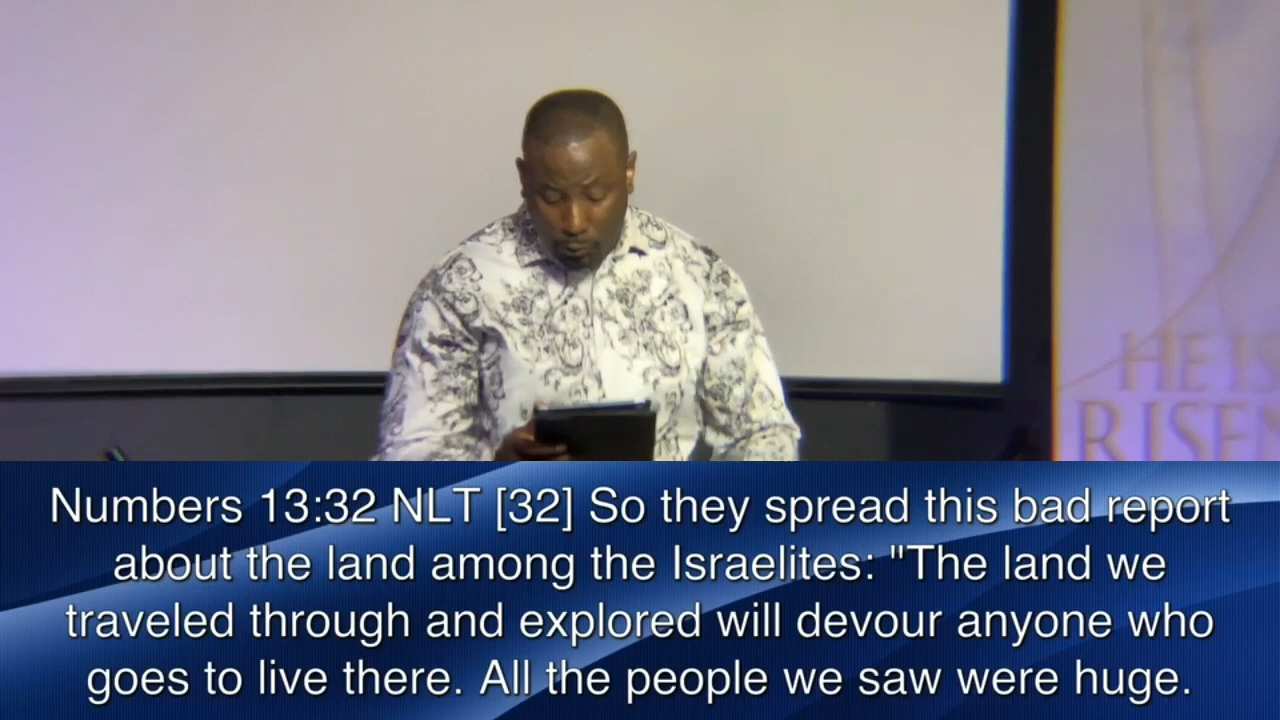 HE IS
RISEN
Numbers 13:32 NLT [32] So they spread this bad report
about the land among the Israelites: "The land we
traveled through and explored will devour anyone who
goes to live there. All the people we saw were huge.